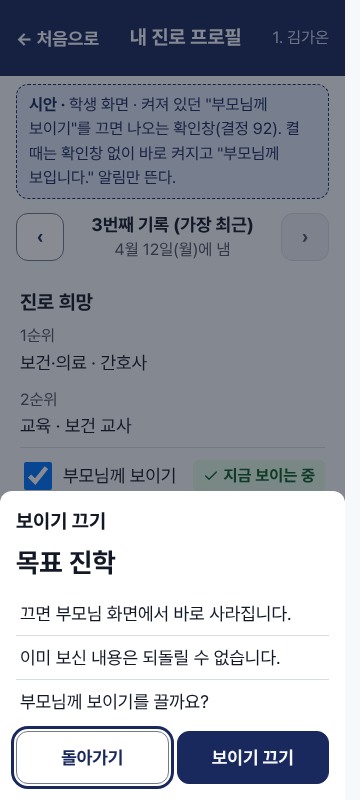 ← 처음으로
내 진로 프로필
1. 김가온
시안 · 학생 화면 · 켜져 있던 "부모님께
보이기"를 끄면 나오는 확인창(결정 92). 켤
때는 확인창 없이 바로 켜지고 "부모님께
보입니다." 알림만 뜬다.
‹
3번째 기록 (가장 최근)
4월 12일(월)에 냄
›
진로 희망
1순위
보건·의료 · 간호사
2순위
교육 · 보건 교사
부모님께 보이기
✓ 지금 보이는 중
보이기 끄기
목표 진학
끄면 부모님 화면에서 바로 사라집니다.
이미 보신 내용은 되돌릴 수 없습니다.
부모님께 보이기를 끌까요?
돌아가기
보이기 끄기